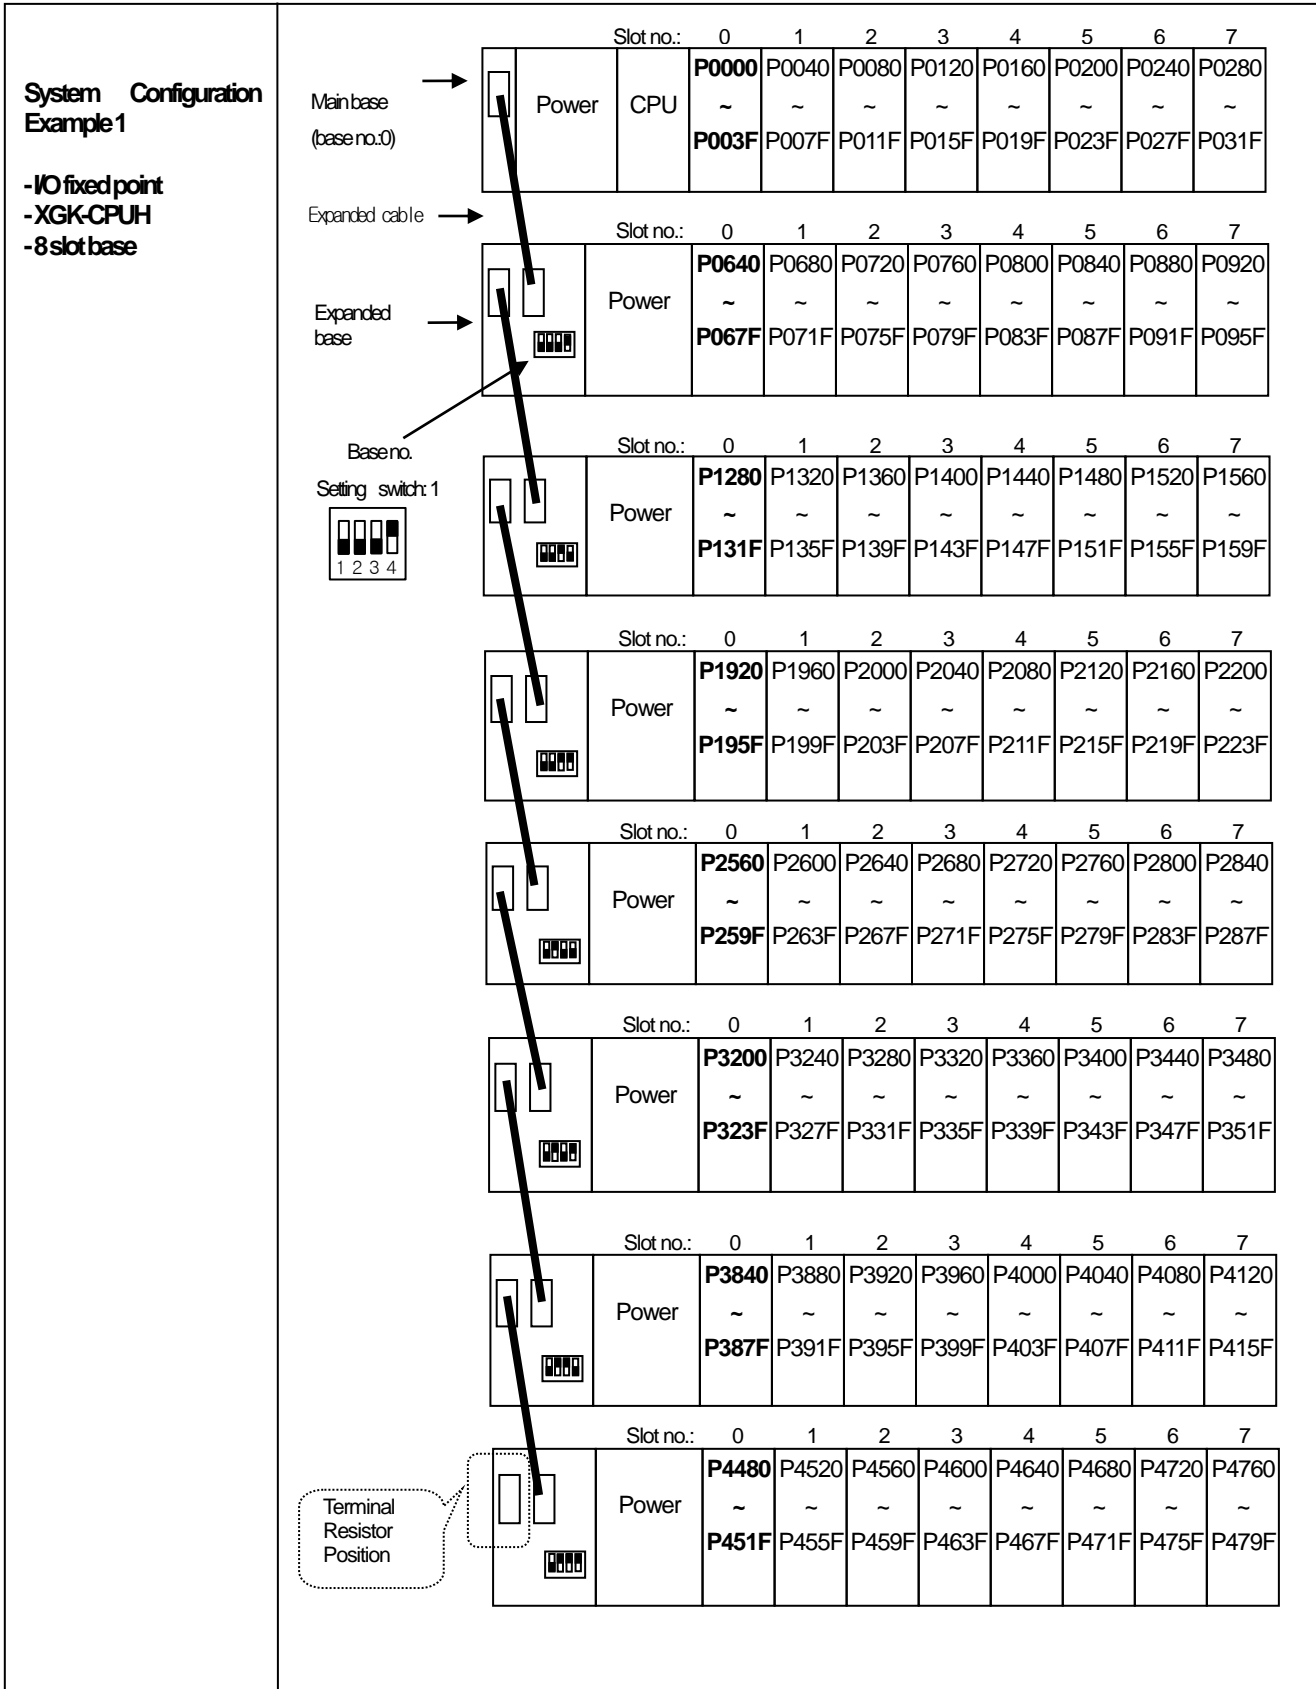 System Configuration
Example 1
- I/O fixed point
- XGK-CPUH
- 8 slot base
Slot no.: 0 1 2 3 4 5 6 7
Main base
(base no.:0)
Power CPU
P0000 P0040 P0080 P0120 P0160 P0200 P0240 P0280
~ ~ ~ ~ ~ ~ ~ ~
P003F P007F P011F P015F P019F P023F P027F P031F
Expanded cable
Slot no.: 0 1 2 3 4 5 6 7
Expanded
base
Power
P0640 P0680 P0720 P0760 P0800 P0840 P0880 P0920
~ ~ ~ ~ ~ ~ ~ ~
P067F P071F P075F P079F P083F P087F P091F P095F
Base no.
Setting switch: 1
1 2 3 4
Slot no.: 0 1 2 3 4 5 6 7
Power
P1280 P1320 P1360 P1400 P1440 P1480 P1520 P1560
~ ~ ~ ~ ~ ~ ~ ~
P131F P135F P139F P143F P147F P151F P155F P159F
Slot no.: 0 1 2 3 4 5 6 7
Power
P1920 P1960 P2000 P2040 P2080 P2120 P2160 P2200
~ ~ ~ ~ ~ ~ ~ ~
P195F P199F P203F P207F P211F P215F P219F P223F
Slot no.: 0 1 2 3 4 5 6 7
Power
P2560 P2600 P2640 P2680 P2720 P2760 P2800 P2840
~ ~ ~ ~ ~ ~ ~ ~
P259F P263F P267F P271F P275F P279F P283F P287F
Slot no.: 0 1 2 3 4 5 6 7
Power
P3200 P3240 P3280 P3320 P3360 P3400 P3440 P3480
~ ~ ~ ~ ~ ~ ~ ~
P323F P327F P331F P335F P339F P343F P347F P351F
Slot no.: 0 1 2 3 4 5 6 7
Power
P3840 P3880 P3920 P3960 P4000 P4040 P4080 P4120
~ ~ ~ ~ ~ ~ ~ ~
P387F P391F P395F P399F P403F P407F P411F P415F
Slot no.: 0 1 2 3 4 5 6 7
Power
P4480 P4520 P4560 P4600 P4640 P4680 P4720 P4760
~ ~ ~ ~ ~ ~ ~ ~
P451F P455F P459F P463F P467F P471F P475F P479F
Terminal
Resistor
Position